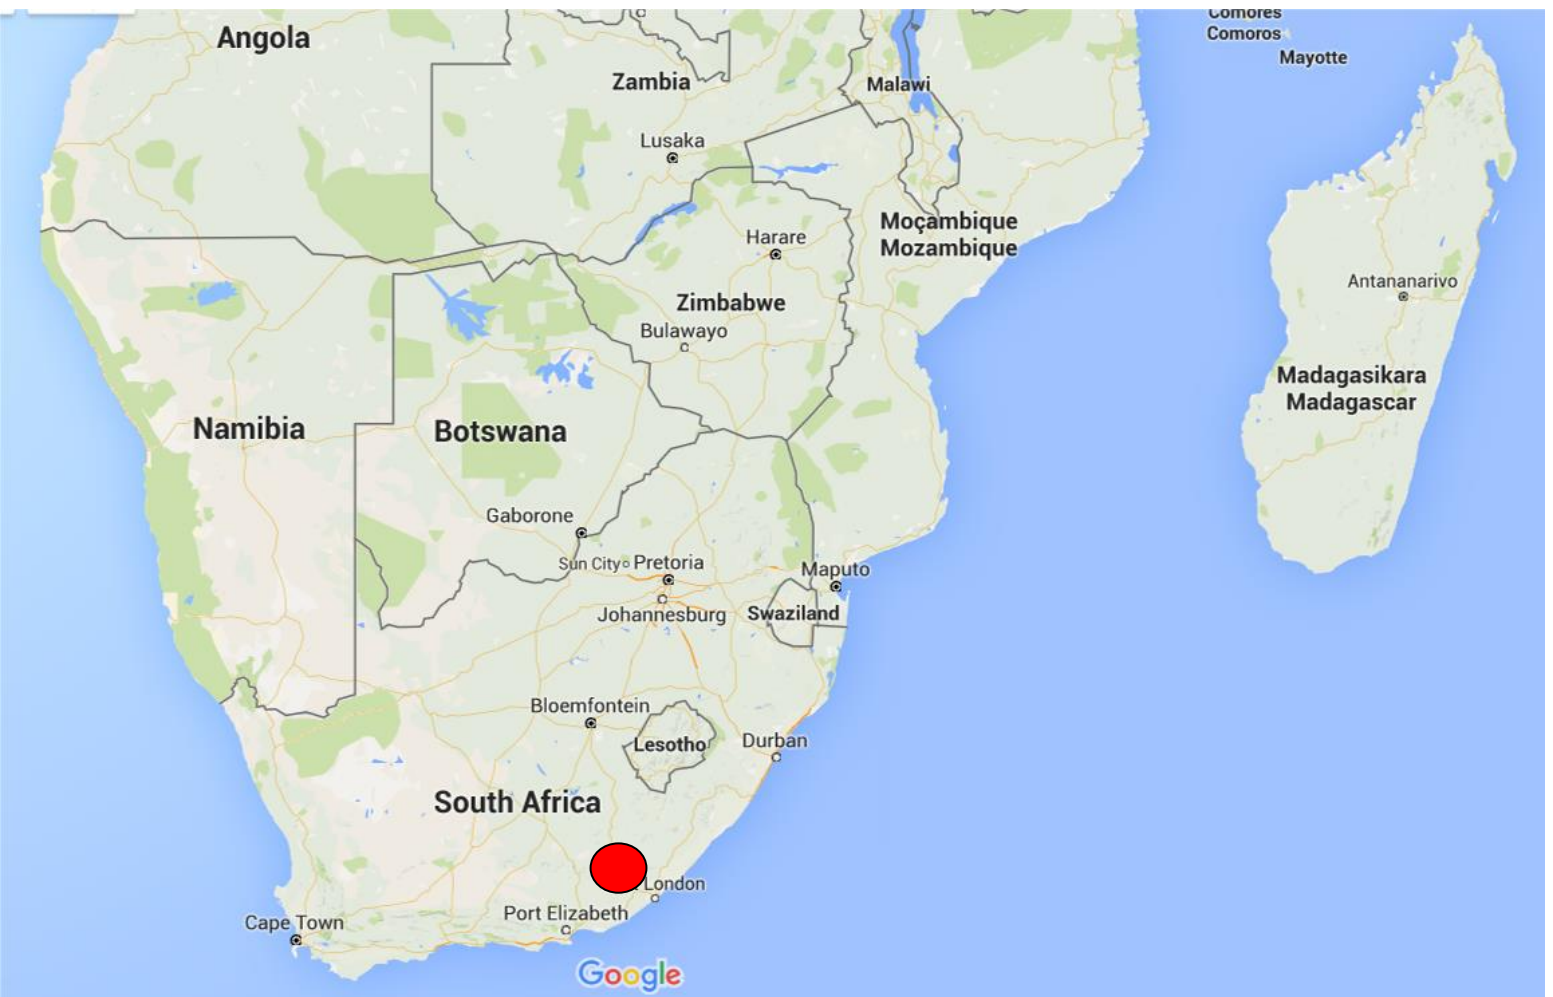 Comores
Comoros
Mayotte
Angola
Zambia
Malawi
Lusaka
Moçambique
Mozambique
Harare
Antananarivo
Zimbabwe
Bulawayo
Madagasikara
Madagascar
Namibia
Botswana
Gaborone
Sun City
Pretoria
Maputo
Johannesburg
Swaziland
Bloemfontein
Lesotho
Durban
South Africa
London
Port Elizabeth
Cape Town
Google